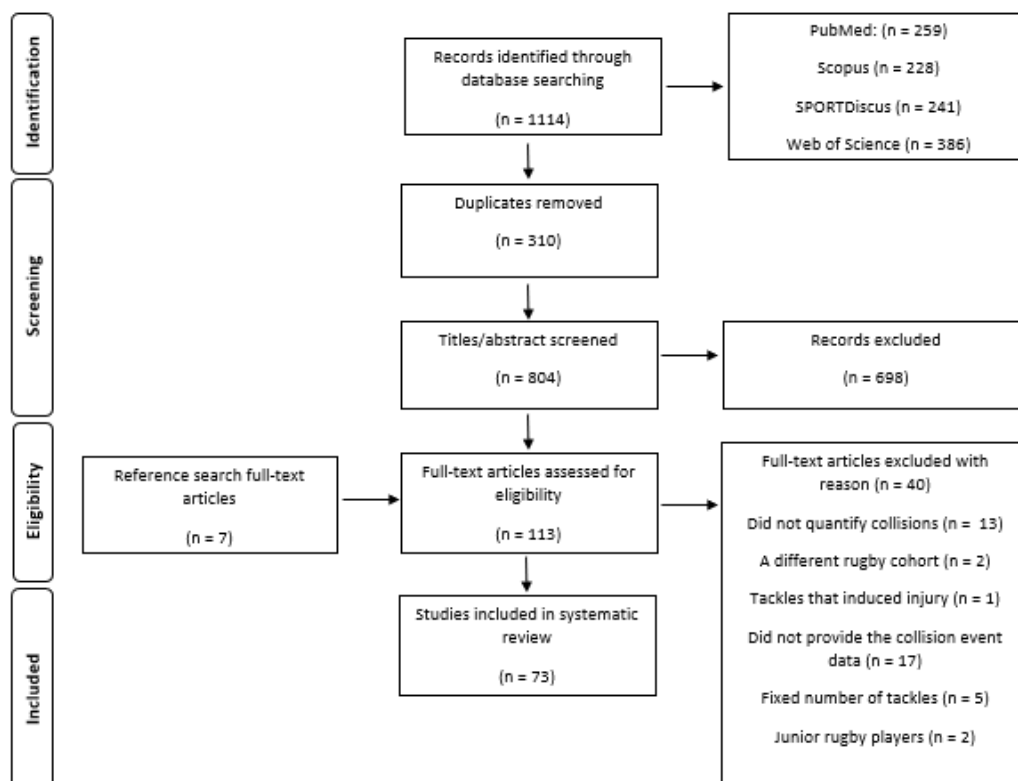 Identification
Records identified through
database searching
(n = 1114)
PubMed: (n = 259)
Scopus (n = 228)
SPORTDiscus (n = 241)
Web of Science (n = 386)
Screening
Duplicates removed
(n = 310)
Titles/abstract screened
(n = 804)
Records excluded
(n = 698)
Eligibility
Reference search full-text
articles
(n = 7)
Full-text articles assessed for
eligibility
(n = 113)
Full-text articles excluded with
reason (n = 40)
Did not quantify collisions (n =  13)
A different rugby cohort (n = 2)
Tackles that induced injury (n = 1)
Did not provide the collision event
data (n = 17)
Fixed number of tackles (n = 5)
Junior rugby players (n = 2)
Included
Studies included in systematic
review
(n = 73)